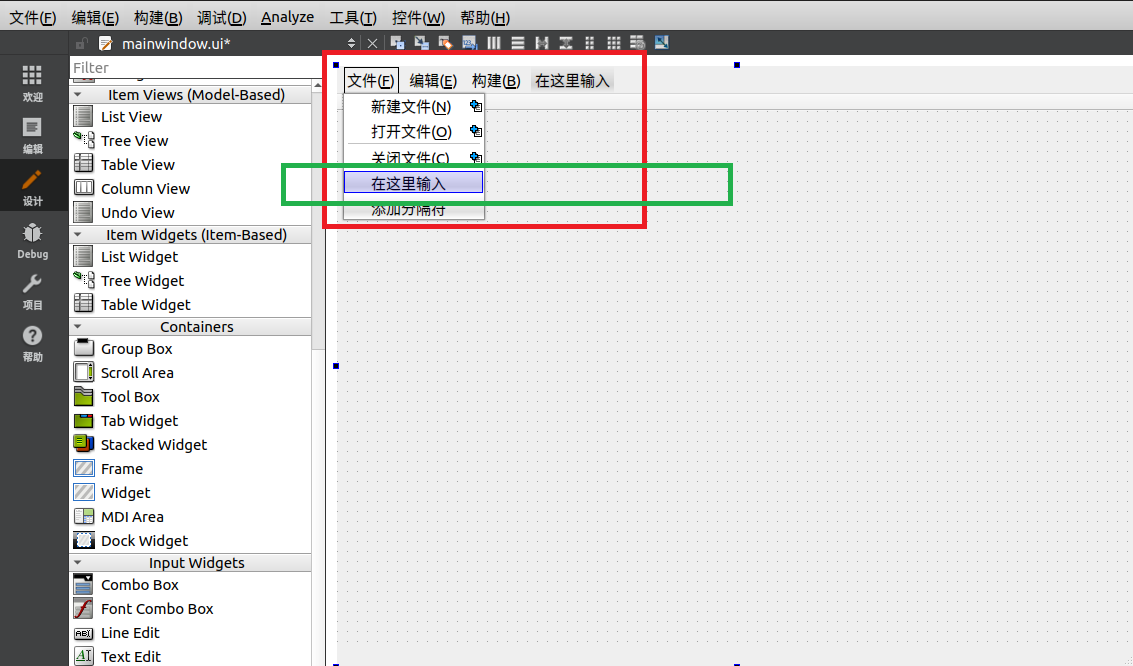 文件(F) 编辑(E) 构建(B) 调试(D) Analyze 工具(T) 控件(W) 帮助(H)
mainwindow.ui*
欢迎
编辑
设计
Debug
项目
帮助
Filter
Item Views (Model-Based)
List View
Tree View
Table View
Column View
Undo View
Item Widgets (Item-Based)
List Widget
Tree Widget
Table Widget
Containers
Group Box
Scroll Area
Tool Box
Tab Widget
Stacked Widget
Frame
Widget
MDI Area
Dock Widget
Input Widgets
Combo Box
Font Combo Box
Line Edit
Text Edit
文件(F) 编辑(E) 构建(B) 在这里输入
新建文件(N)
打开文件(O)
关闭文件(C)
在这里输入
添加分隔符